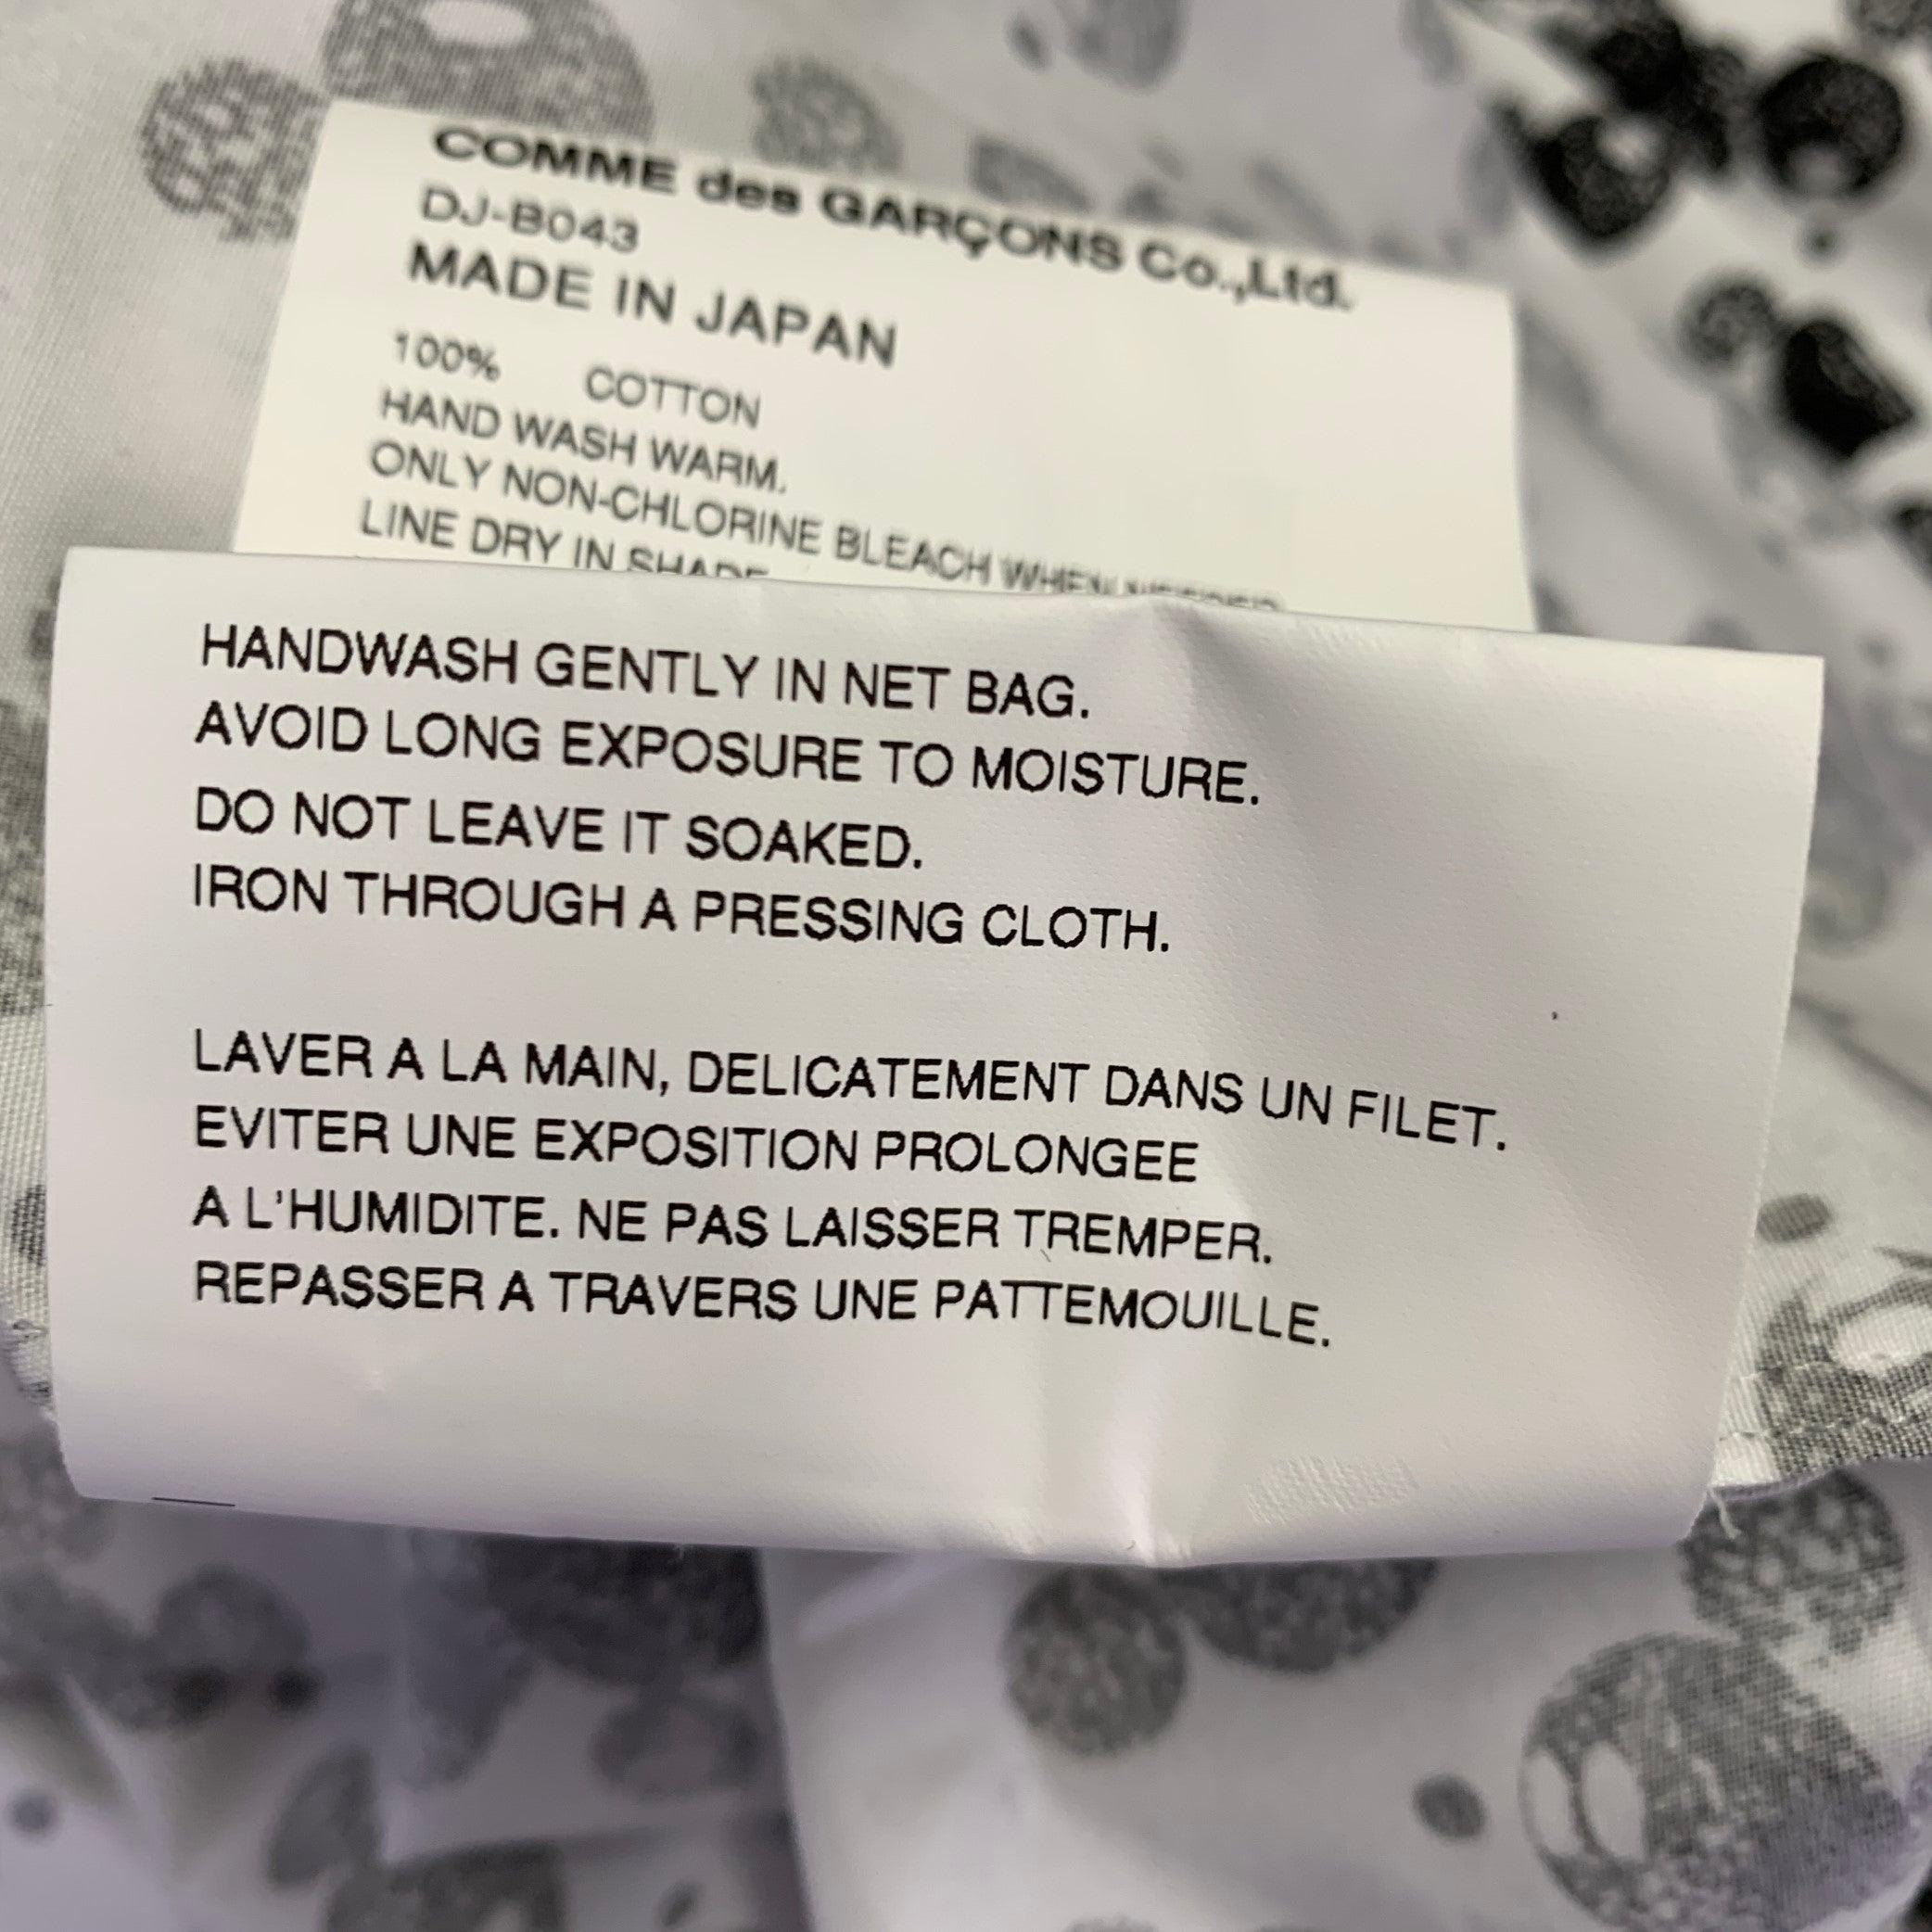 COMME des GARÇONS Co.,Ltd.
DJ-B043
MADE IN JAPAN
100% COTTON
HAND WASH WARM.
ONLY NON-CHLORINE BLEACH WHEN NEEDED
LINE DRY IN SHADE
HANDWASH GENTLY IN NET BAG.
AVOID LONG EXPOSURE TO MOISTURE.
DO NOT LEAVE IT SOAKED.
IRON THROUGH A PRESSING CLOTH.
LAVER A LA MAIN, DELICATEMENT DANS UN FILET.
EVITER UNE EXPOSITION PROLONGEE
A L'HUMIDITE. NE PAS LAISSER TREMPER.
REPASSER A TRAVERS UNE PATTEMOUILLE.